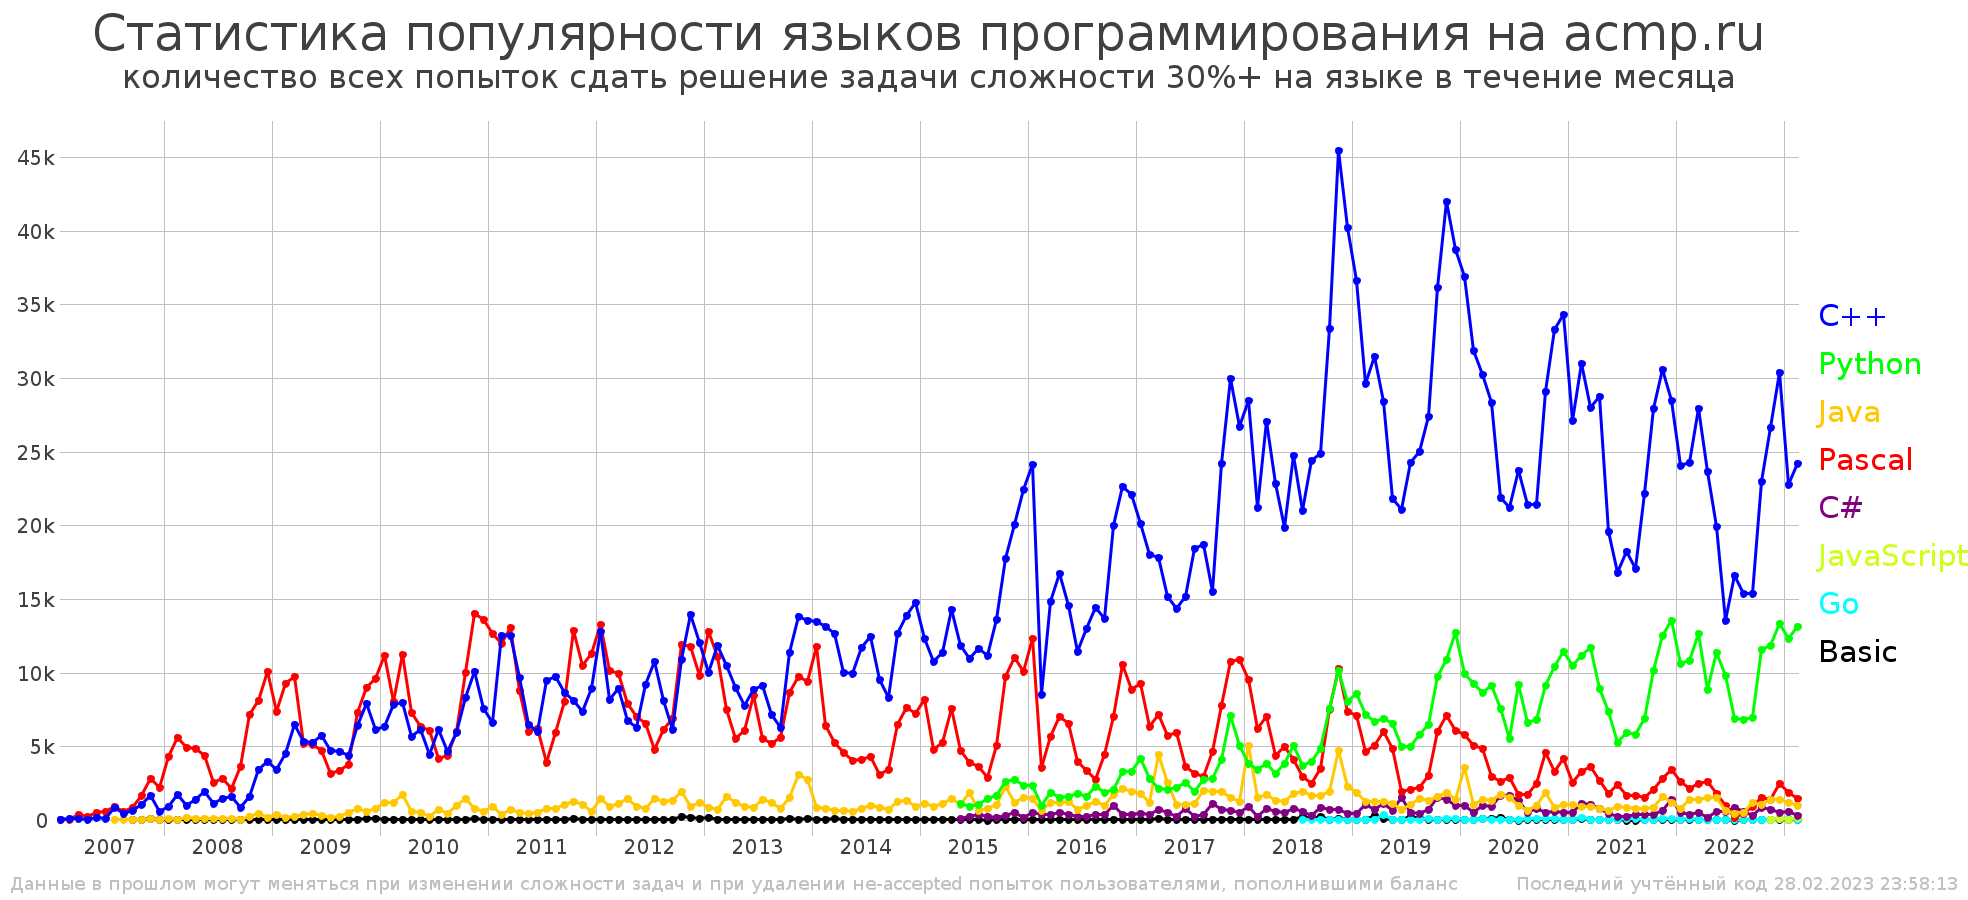 Статистика популярности языков программирования на acmp.ru
количество всех попыток сдать решение задачи сложности 30%+ на языке в течение месяца
45k
40k
35k
30k
25k
20k
15k
10k
5k
0
C++
Python
Java
Pascal
C#
JavaScript
Go
Basic
2007 2008 2009 2010 2011 2012 2013 2014 2015 2016 2017 2018 2019 2020 2021 2022
Данные в прошлом могут меняться при изменении сложности задач и при удалении не-accepted попыток пользователями, пополнившими баланс
Последний учтённый код 28.02.2023 23:58:13